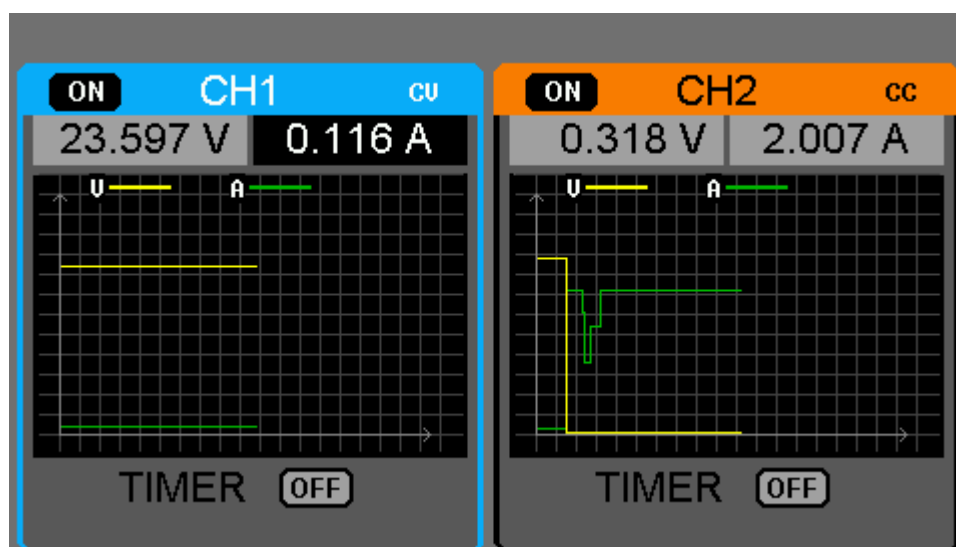 ON CH1 CV
23.597 V 0.116 A
V A
TIMER OFF
ON CH2 CC
0.318 V 2.007 A
V A
TIMER OFF